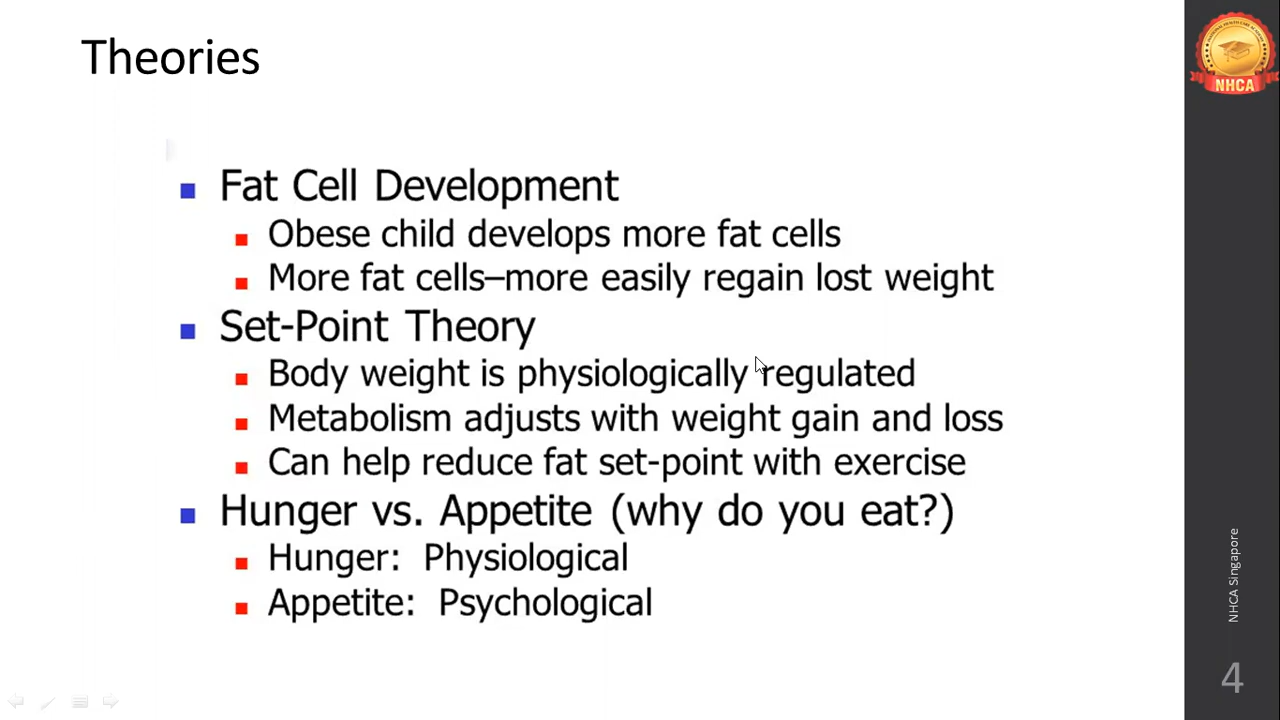 Theories
NHCA
Fat Cell Development
Obese child develops more fat cells
More fat cells–more easily regain lost weight
Set-Point Theory
Body weight is physiologically regulated
Metabolism adjusts with weight gain and loss
Can help reduce fat set-point with exercise
Hunger vs. Appetite (why do you eat?)
Hunger: Physiological
Appetite: Psychological
NHCA Singapore
4